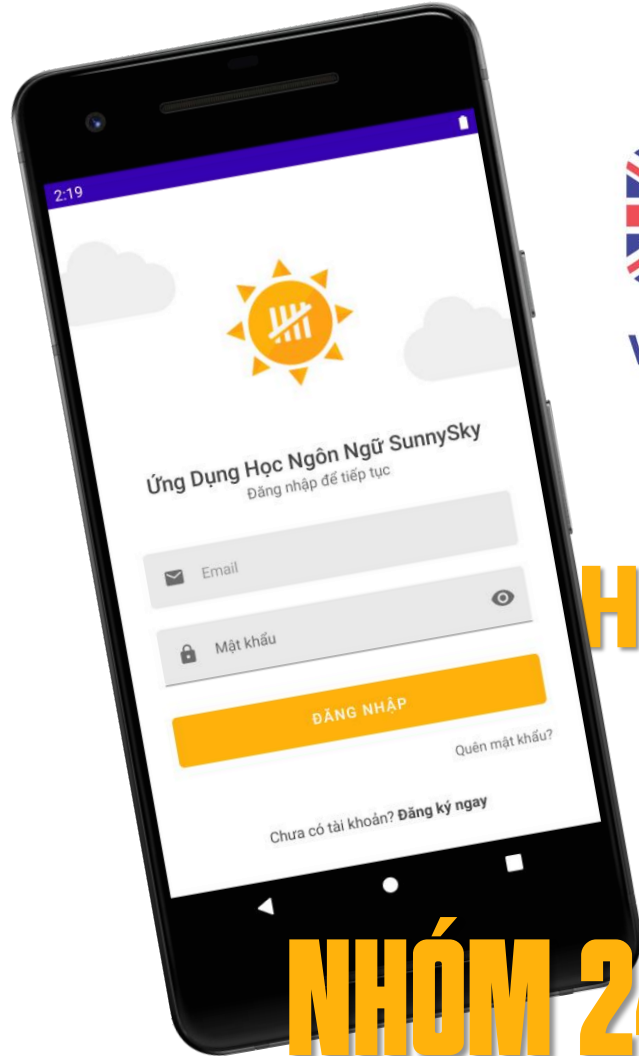 2:19
Ứng Dụng Học Ngôn Ngữ SunnySky
Đăng nhập để tiếp tục
Email
Mật khẩu
ĐĂNG NHẬP
Quên mật khẩu?
Chưa có tài khoản? Đăng ký ngay
NHÓM